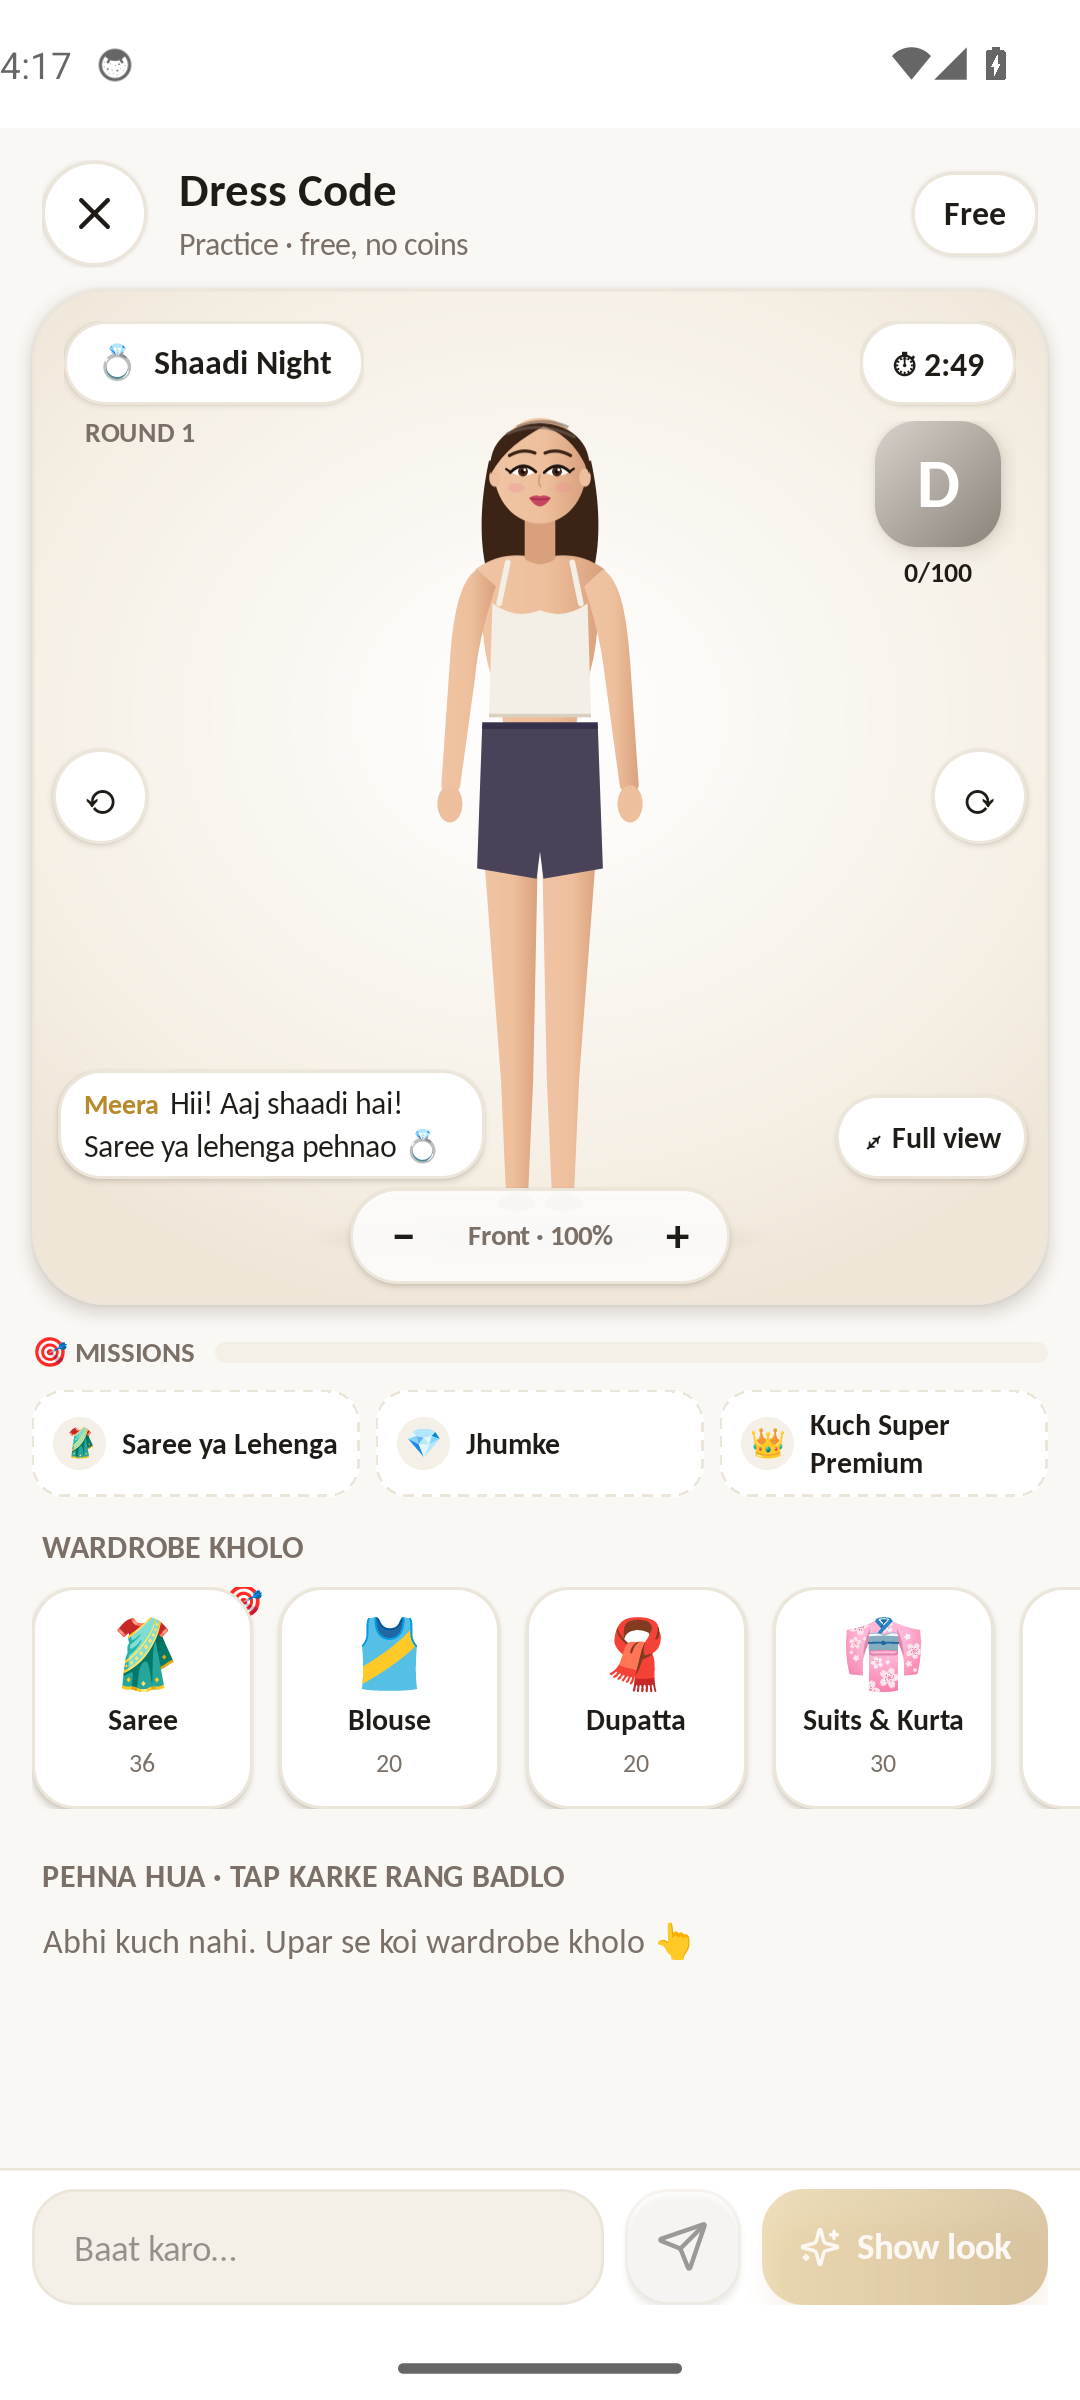 4:17
Dress Code
Practice · free, no coins
Free
Shaadi Night
2:49
ROUND 1
D
0/100
Meera Hii! Aaj shaadi hai!
Saree ya lehenga pehnao
Full view
− Front · 100% +
MISSIONS
Saree ya Lehenga
Jhumke
Kuch Super
Premium
WARDROBE KHOLO
Saree
36
Blouse
20
Dupatta
20
Suits & Kurta
30
PEHNA HUA · TAP KARKE RANG BADLO
Abhi kuch nahi. Upar se koi wardrobe kholo
Baat karo...
Show look